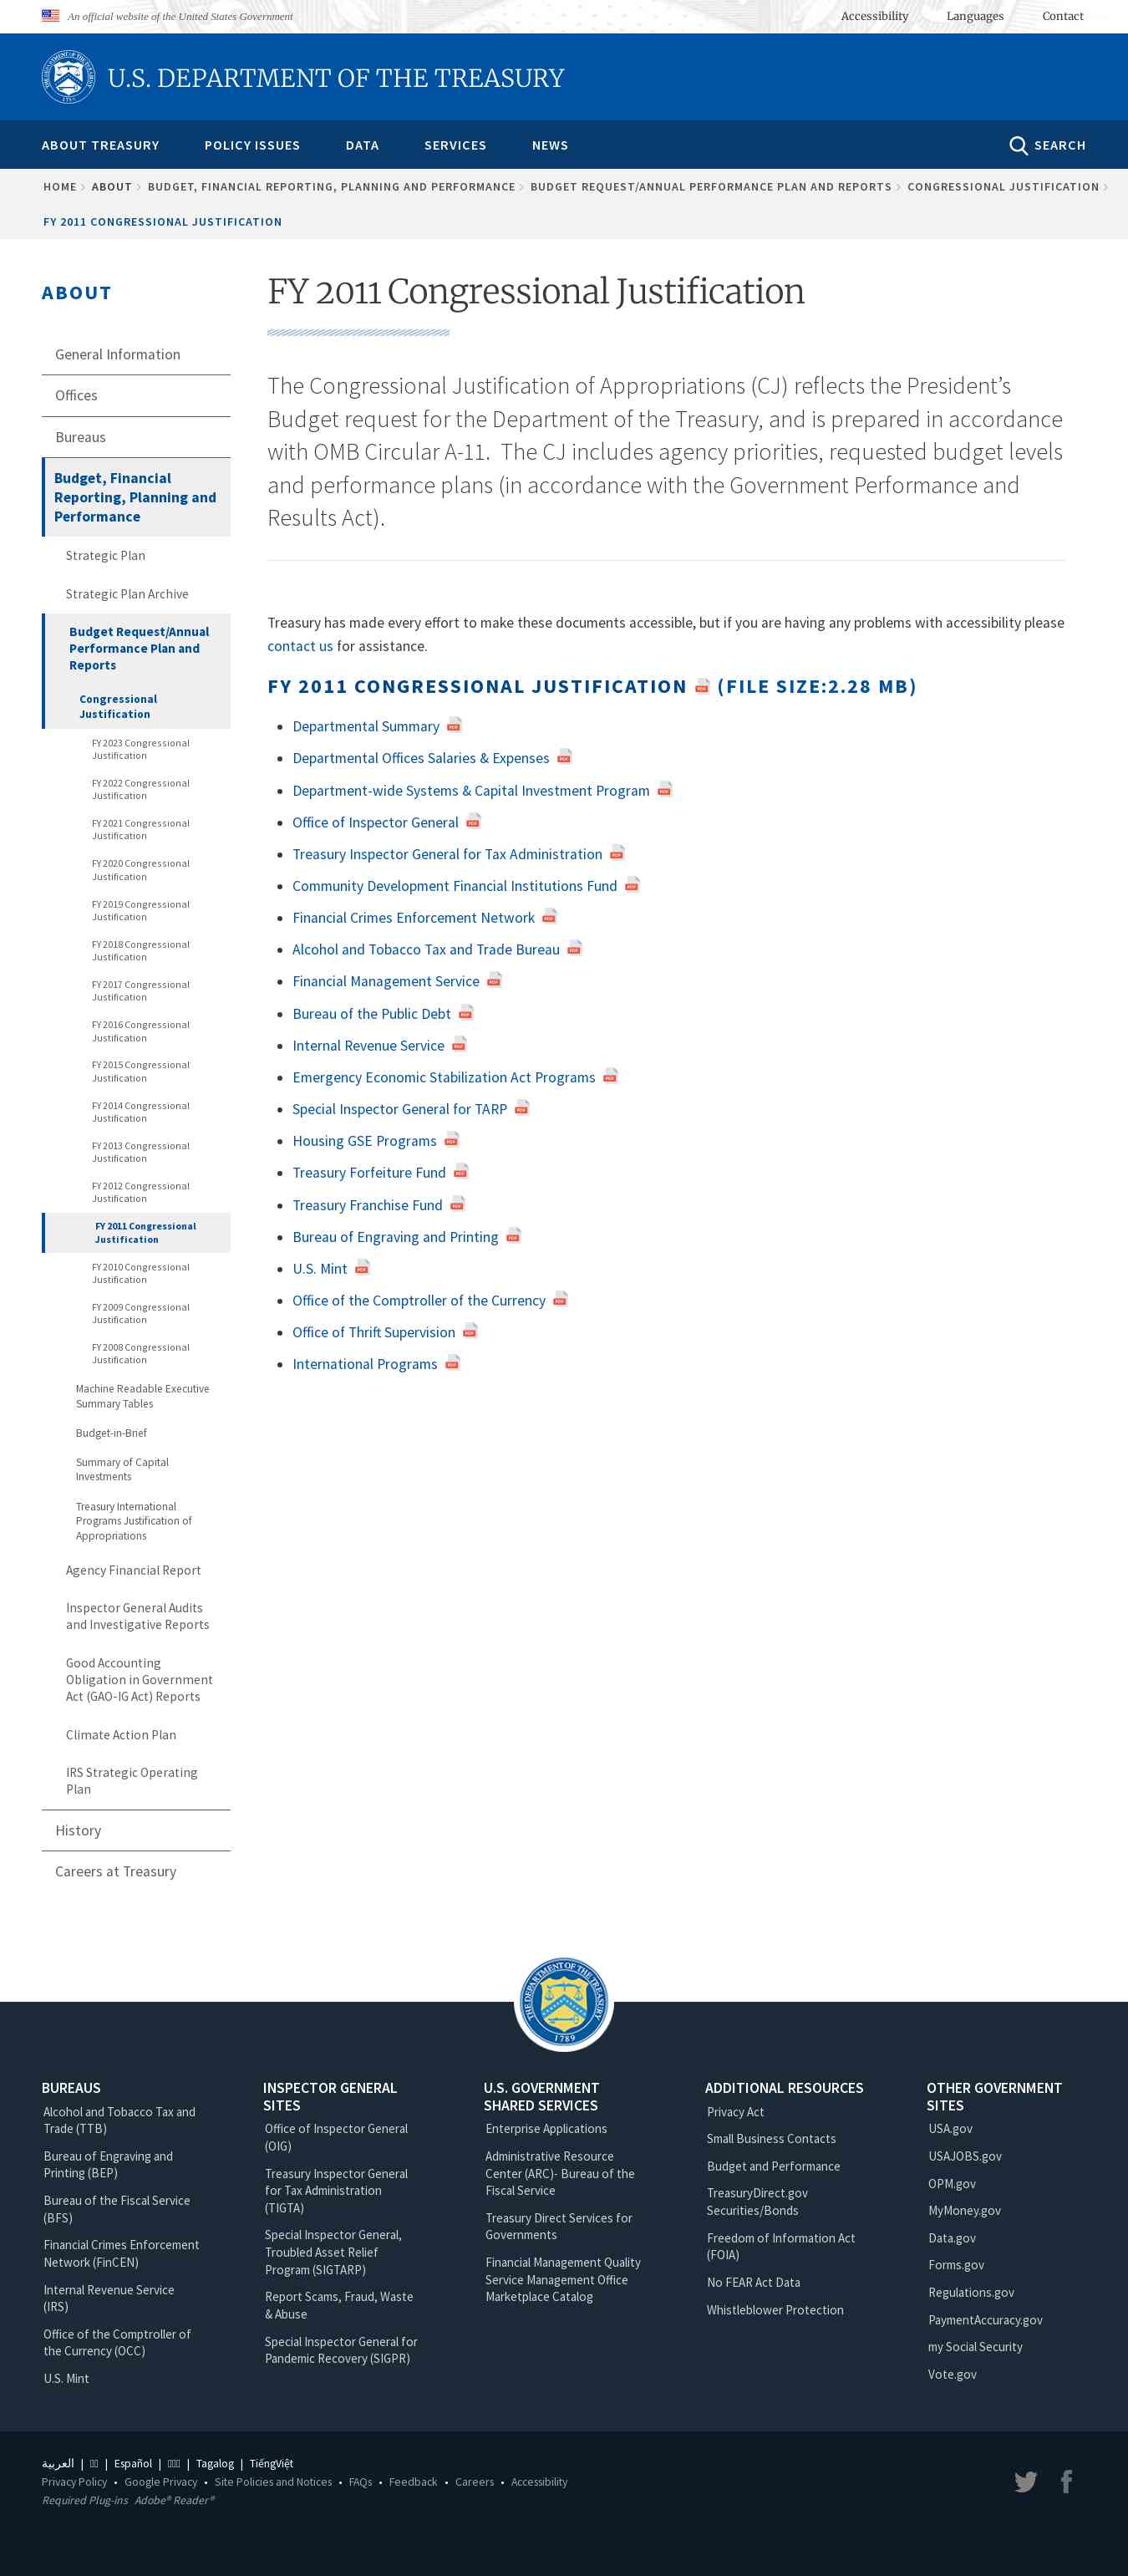 An official website of the United States Government
Accessibility
Languages
Contact
U.S. DEPARTMENT OF THE TREASURY
ABOUT TREASURY
POLICY ISSUES
DATA
SERVICES
NEWS
SEARCH
HOME › ABOUT › BUDGET, FINANCIAL REPORTING, PLANNING AND PERFORMANCE › BUDGET REQUEST/ANNUAL PERFORMANCE PLAN AND REPORTS › CONGRESSIONAL JUSTIFICATION ›
FY 2011 CONGRESSIONAL JUSTIFICATION
ABOUT
General Information
Offices
Bureaus
Budget, Financial
Reporting, Planning and
Performance
Strategic Plan
Strategic Plan Archive
Budget Request/Annual
Performance Plan and
Reports
Congressional
Justification
FY 2023 Congressional
Justification
FY 2022 Congressional
Justification
FY 2021 Congressional
Justification
FY 2020 Congressional
Justification
FY 2019 Congressional
Justification
FY 2018 Congressional
Justification
FY 2017 Congressional
Justification
FY 2016 Congressional
Justification
FY 2015 Congressional
Justification
FY 2014 Congressional
Justification
FY 2013 Congressional
Justification
FY 2012 Congressional
Justification
FY 2011 Congressional
Justification
FY 2010 Congressional
Justification
FY 2009 Congressional
Justification
FY 2008 Congressional
Justification
Machine Readable Executive
Summary Tables
Budget-in-Brief
Summary of Capital
Investments
Treasury International
Programs Justification of
Appropriations
Agency Financial Report
Inspector General Audits
and Investigative Reports
Good Accounting
Obligation in Government
Act (GAO-IG Act) Reports
Climate Action Plan
IRS Strategic Operating
Plan
History
Careers at Treasury
FY 2011 Congressional Justification
The Congressional Justification of Appropriations (CJ) reflects the President’s
Budget request for the Department of the Treasury, and is prepared in accordance
with OMB Circular A-11. The CJ includes agency priorities, requested budget levels
and performance plans (in accordance with the Government Performance and
Results Act).
Treasury has made every effort to make these documents accessible, but if you are having any problems with accessibility please
contact us for assistance.
FY 2011 CONGRESSIONAL JUSTIFICATION (FILE SIZE:2.28 MB)
• Departmental Summary
• Departmental Offices Salaries & Expenses
• Department-wide Systems & Capital Investment Program
• Office of Inspector General
• Treasury Inspector General for Tax Administration
• Community Development Financial Institutions Fund
• Financial Crimes Enforcement Network
• Alcohol and Tobacco Tax and Trade Bureau
• Financial Management Service
• Bureau of the Public Debt
• Internal Revenue Service
• Emergency Economic Stabilization Act Programs
• Special Inspector General for TARP
• Housing GSE Programs
• Treasury Forfeiture Fund
• Treasury Franchise Fund
• Bureau of Engraving and Printing
• U.S. Mint
• Office of the Comptroller of the Currency
• Office of Thrift Supervision
• International Programs
THE DEPARTMENT OF THE TREASURY
1789
BUREAUS
Alcohol and Tobacco Tax and
Trade (TTB)
Bureau of Engraving and
Printing (BEP)
Bureau of the Fiscal Service
(BFS)
Financial Crimes Enforcement
Network (FinCEN)
Internal Revenue Service
(IRS)
Office of the Comptroller of
the Currency (OCC)
U.S. Mint
INSPECTOR GENERAL
SITES
Office of Inspector General
(OIG)
Treasury Inspector General
for Tax Administration
(TIGTA)
Special Inspector General,
Troubled Asset Relief
Program (SIGTARP)
Report Scams, Fraud, Waste
& Abuse
Special Inspector General for
Pandemic Recovery (SIGPR)
U.S. GOVERNMENT
SHARED SERVICES
Enterprise Applications
Administrative Resource
Center (ARC)- Bureau of the
Fiscal Service
Treasury Direct Services for
Governments
Financial Management Quality
Service Management Office
Marketplace Catalog
ADDITIONAL RESOURCES
Privacy Act
Small Business Contacts
Budget and Performance
TreasuryDirect.gov
Securities/Bonds
Freedom of Information Act
(FOIA)
No FEAR Act Data
Whistleblower Protection
OTHER GOVERNMENT
SITES
USA.gov
USAJOBS.gov
OPM.gov
MyMoney.gov
Data.gov
Forms.gov
Regulations.gov
PaymentAccuracy.gov
my Social Security
Vote.gov
العربية | | Español | | Tagalog | TiếngViệt
Privacy Policy • Google Privacy • Site Policies and Notices • FAQs • Feedback • Careers • Accessibility
Required Plug-ins Adobe® Reader®